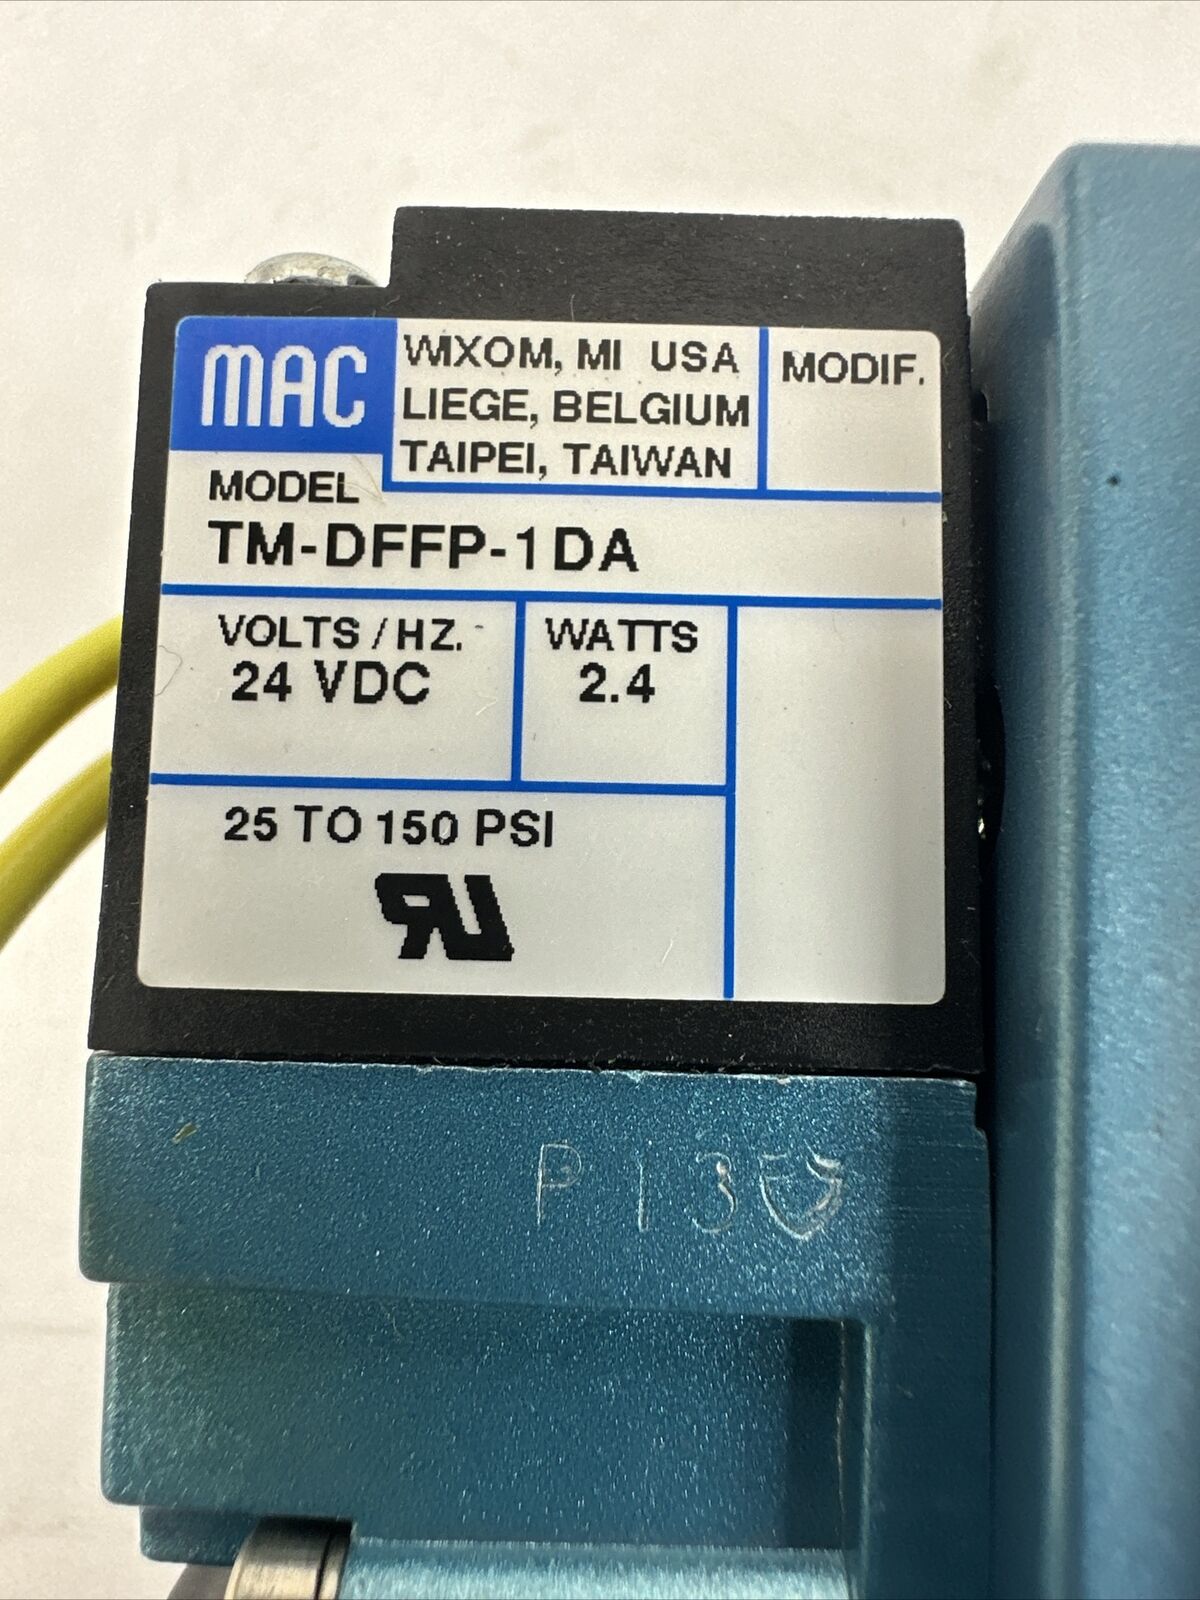 MAC
WIXOM, MI USA
LIEGE, BELGIUM
TAIPEI, TAIWAN
MODIF.
MODEL
TM-DFFP-1DA
VOLTS/HZ.
24 VDC
WATTS
2.4
25 TO 150 PSI
P13